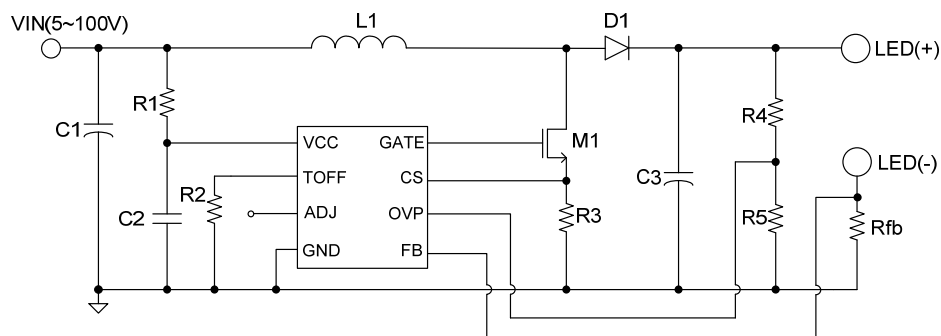 VIN(5~100V)
L1
D1
LED(+)
R1
C1
R4
VCC
GATE
M1
LED(-)
TOFF
CS
C3
R2
ADJ
OVP
R3
R5
C2
GND
FB
Rfb